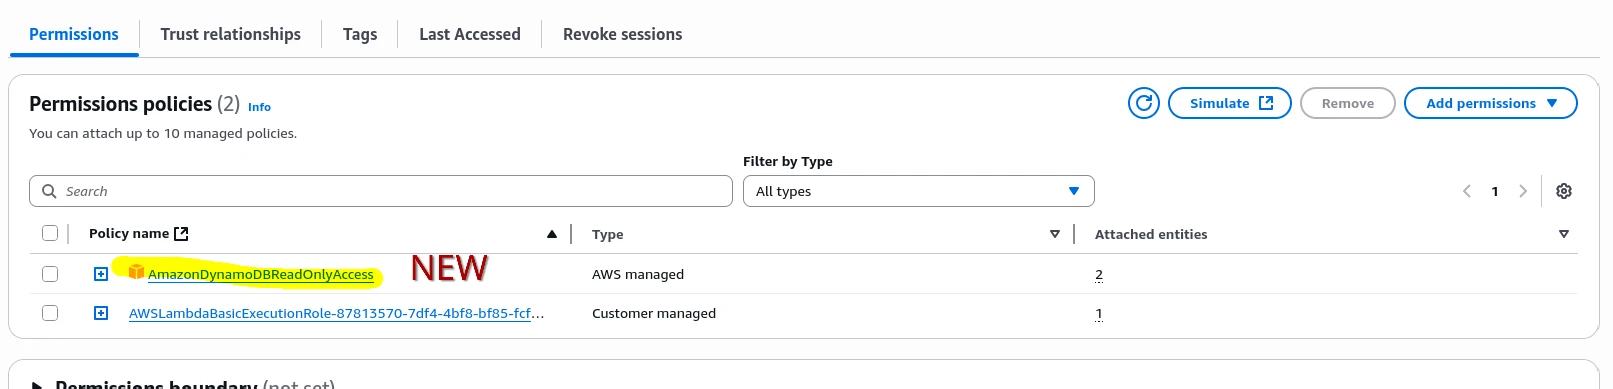 Permissions
Trust relationships
Tags
Last Accessed
Revoke sessions
Permissions policies (2) Info
Simulate
Remove
Add permissions
You can attach up to 10 managed policies.
Filter by Type
Search
All types
1
Policy name
Type
Attached entities
AmazonDynamoDBReadOnlyAccess
NEW
AWS managed
2
AWSLambdaBasicExecutionRole-87813570-7df4-4bf8-bf85-fcf...
Customer managed
1
Permissions boundary (not set)